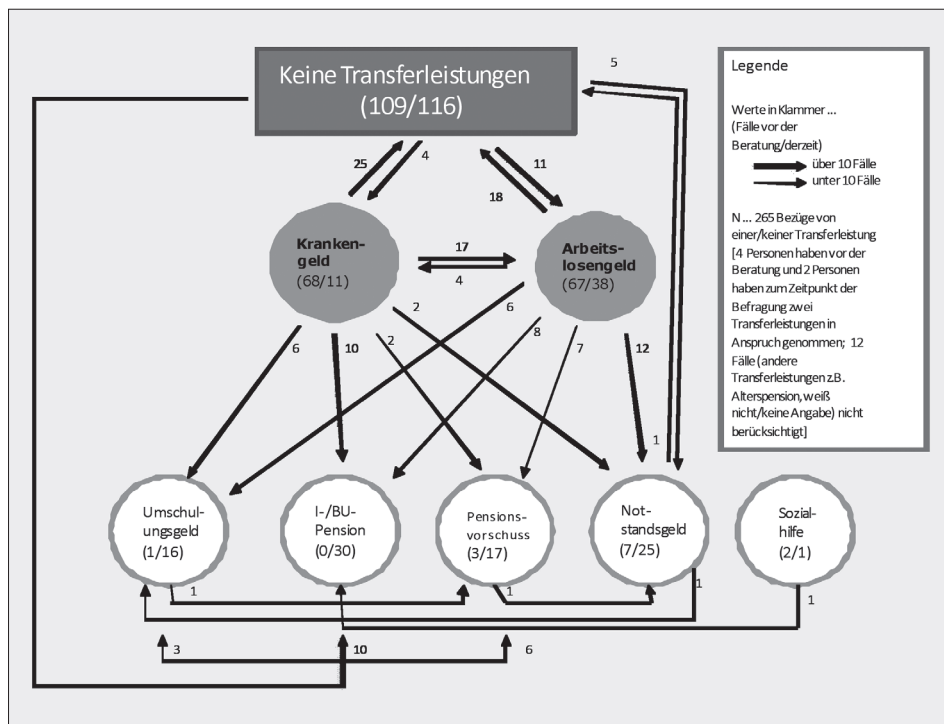 Keine Transferleistungen
(109/116)
5
Legende
Werte in Klammer ...
(Fälle vor der
Beratung/derzeit)
über 10 Fälle
unter 10 Fälle
N ... 265 Bezüge von
einer/keiner Transferleistung
[4 Personen haben vor der
Beratung und 2 Personen
haben zum Zeitpunkt der
Befragung zwei
Transferleistungen in
Anspruch genommen; 12
Fälle (andere
Transferleistungen z.B.
Alterspension, weiß
nicht/keine Angabe) nicht
berücksichtigt]
25
4
11
18
Kranken-
geld
(68/11)
17
4
Arbeits-
losengeld
(67/38)
6
10
2
2
6
8
7
12
1
Umschul-
ungsgeld
(1/16)
I-/BU-
Pension
(0/30)
Pensions-
vorschuss
(3/17)
Not-
standsgeld
(7/25)
Sozial-
hilfe
(2/1)
1
1
1
1
3
10
6